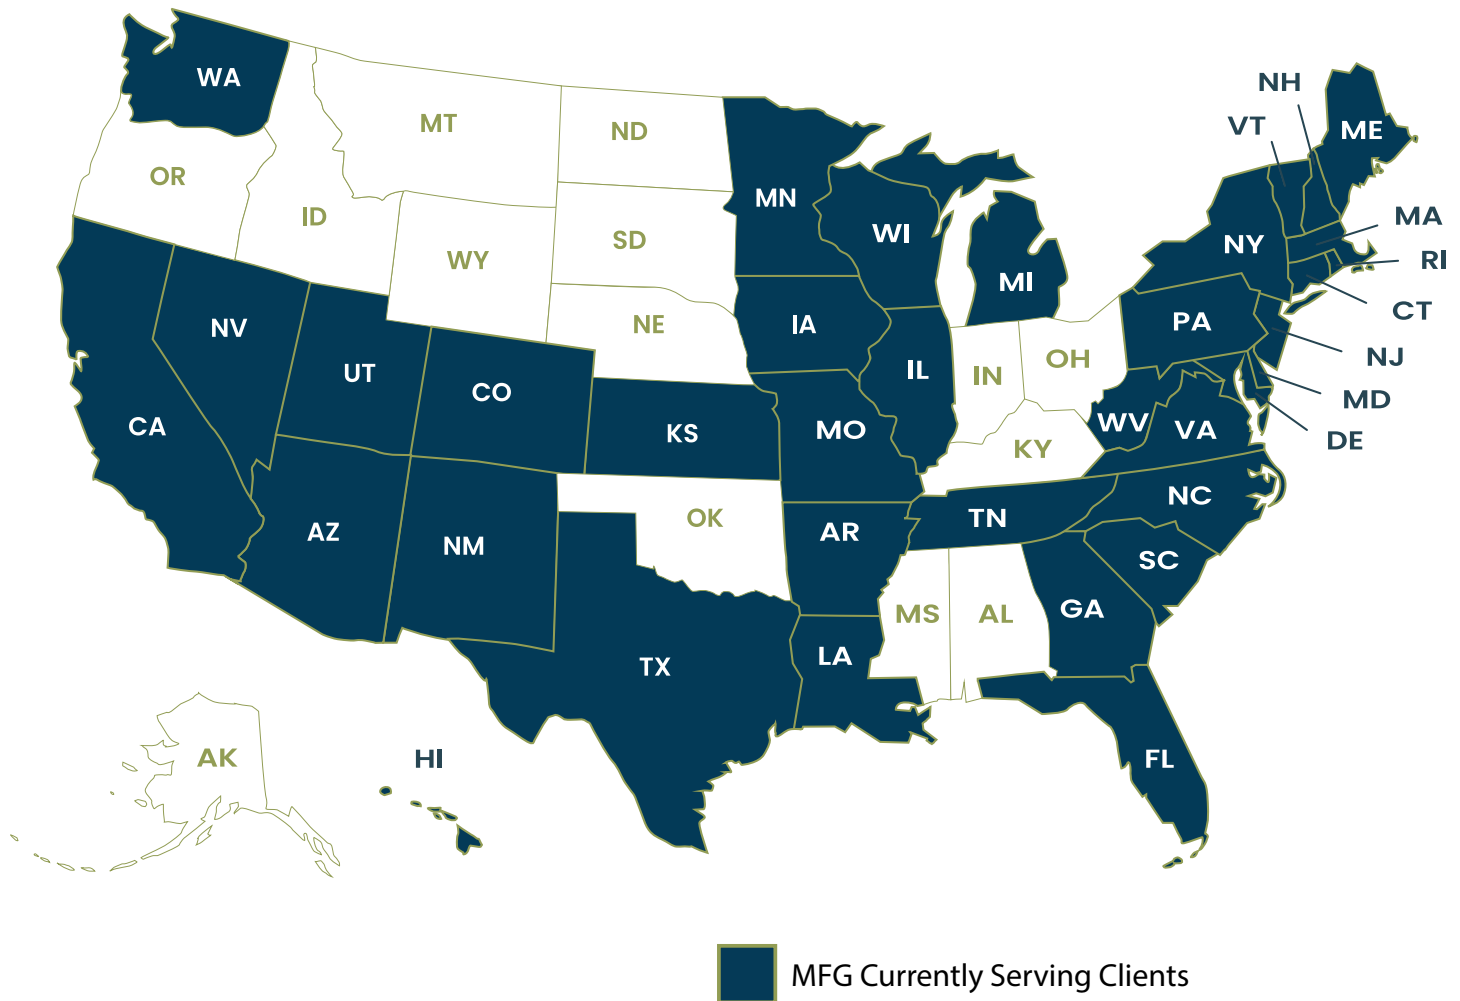 WA
MT
ND
NH
VT
ME
OR
ID
MN
SD
WY
WI
NY
MA
RI
MI
CT
NV
NE
IA
PA
NJ
UT
CO
IL
IN
OH
MD
CA
KS
MO
KY
WV
VA
DE
AZ
NM
OK
AR
TN
NC
SC
MS
AL
GA
TX
LA
AK
HI
FL
MFG Currently Serving Clients